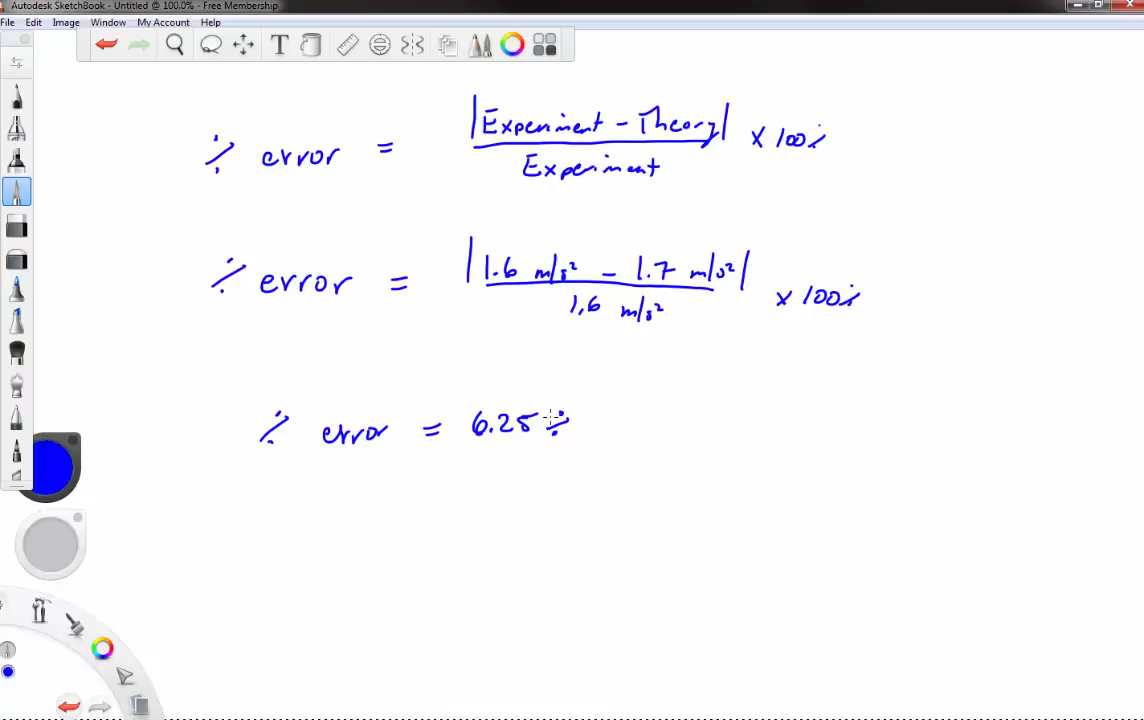 Autodesk SketchBook - Untitled @ 100.0% - Free Membership
File Edit Image Window My Account Help
T
% error = |Experiment - Theory| / Experiment x 100%
% error = |1.6 m/s² - 1.7 m/s²| / 1.6 m/s² x 100%
% error = 6.25%